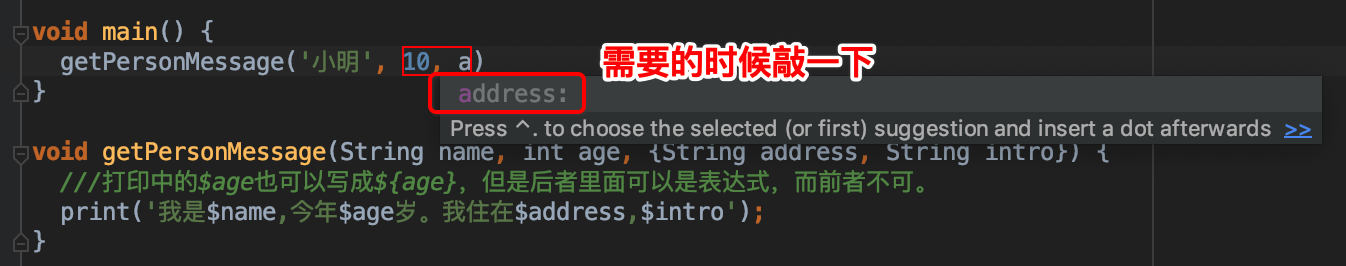 void main() {
getPersonMessage('小明', 10, a)
需要的时候敲一下
address:
}
Press ^. to choose the selected (or first) suggestion and insert a dot afterwards >>
void getPersonMessage(String name, int age, {String address, String intro}) {
///打印中的$age也可以写成${age}，但是后者里面可以是表达式，而前者不可。
print('我是$name,今年$age岁。我住在$address,$intro');
}